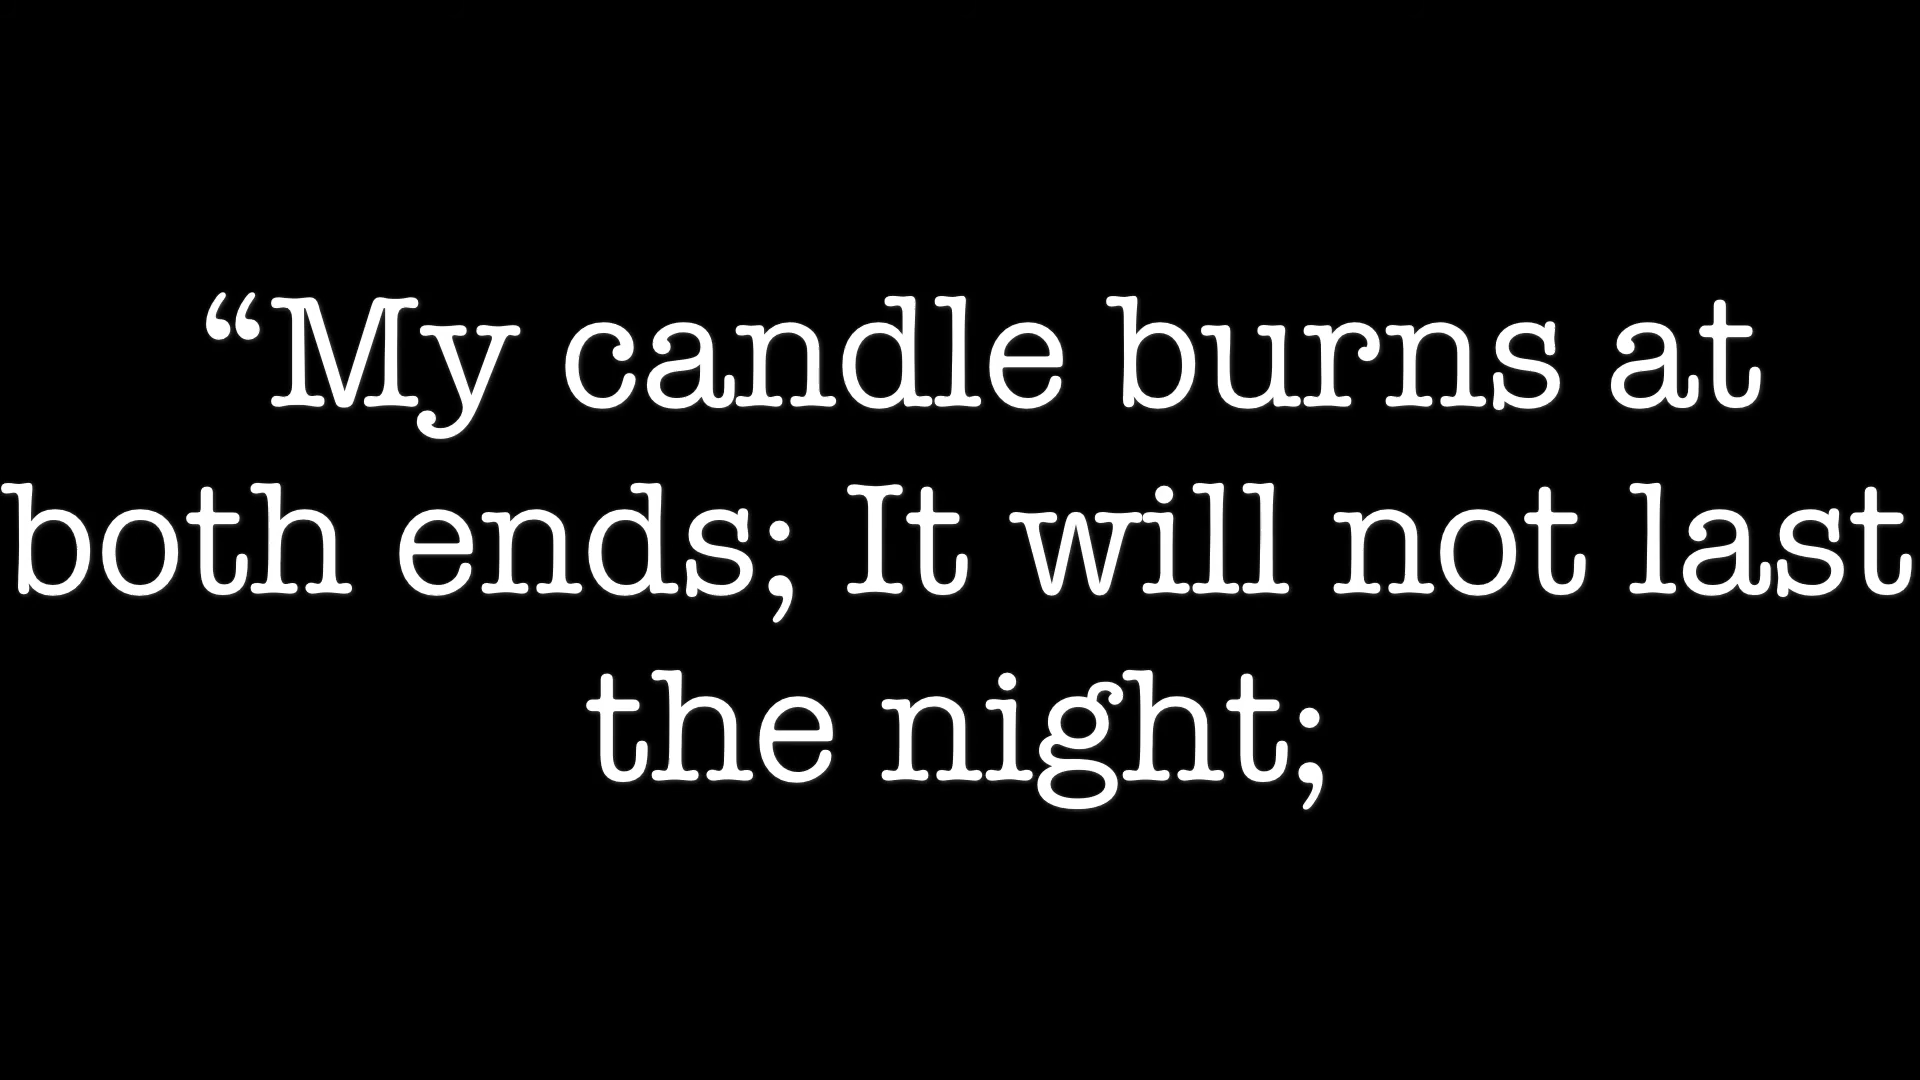 “My candle burns at
both ends; It will not last
the night;